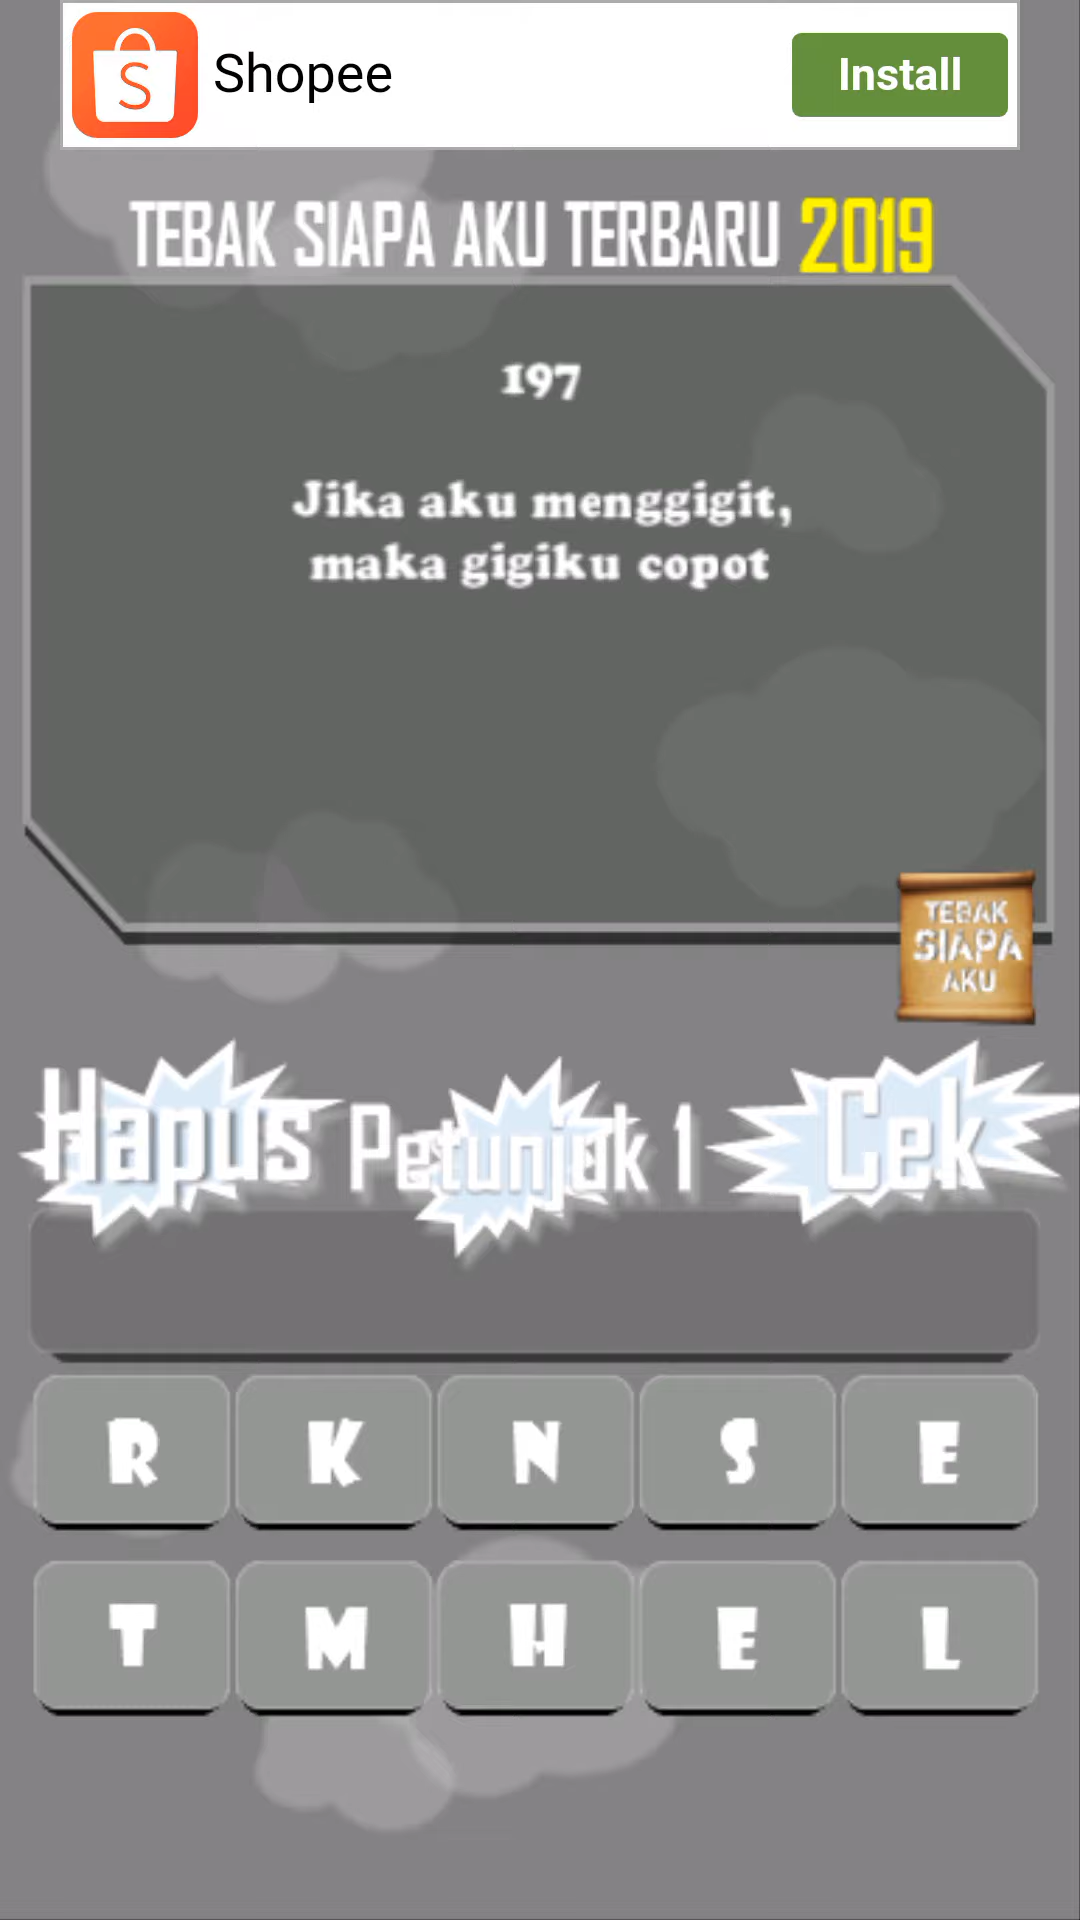 Shopee
Install
TEBAK SIAPA AKU TERBARU 2019
197
Jika aku menggigit,
maka gigiku copot
TEBAK
SIAPA
AKU
Hapus
Petunjuk 1
Cek
R K N S E
T M H E L